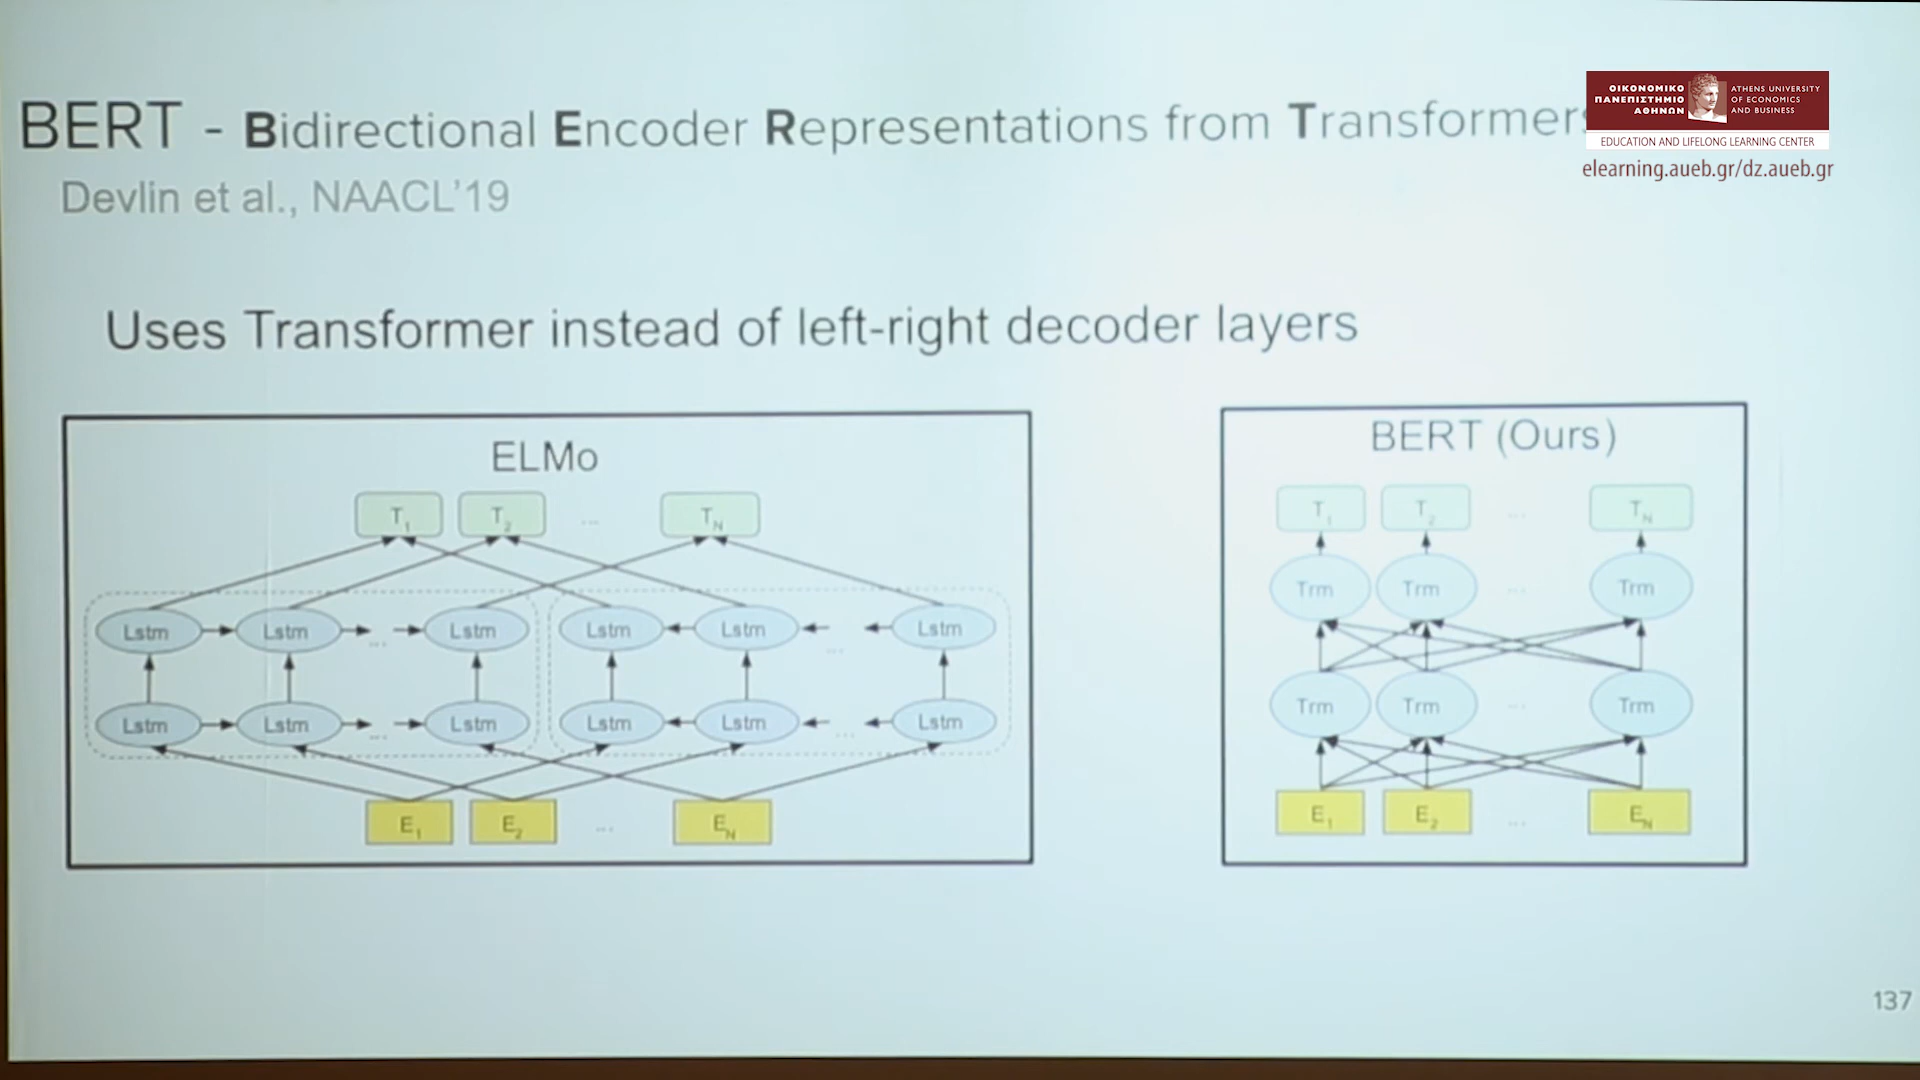 BERT - Bidirectional Encoder Representations from Transformers
Devlin et al., NAACL'19
ΟΙΚΟΝΟΜΙΚΟ
ΠΑΝΕΠΙΣΤΗΜΙΟ
ΑΘΗΝΩΝ
ATHENS UNIVERSITY
OF ECONOMICS
AND BUSINESS
EDUCATION AND LIFELONG LEARNING CENTER
elearning.aueb.gr/dz.aueb.gr
Uses Transformer instead of left-right decoder layers
ELMo
T1 T2 ... TN
Lstm Lstm ... Lstm Lstm Lstm ... Lstm
Lstm Lstm ... Lstm Lstm Lstm ... Lstm
E1 E2 ... EN
BERT (Ours)
T1 T2 ... TN
Trm Trm ... Trm
Trm Trm ... Trm
E1 E2 ... EN
137